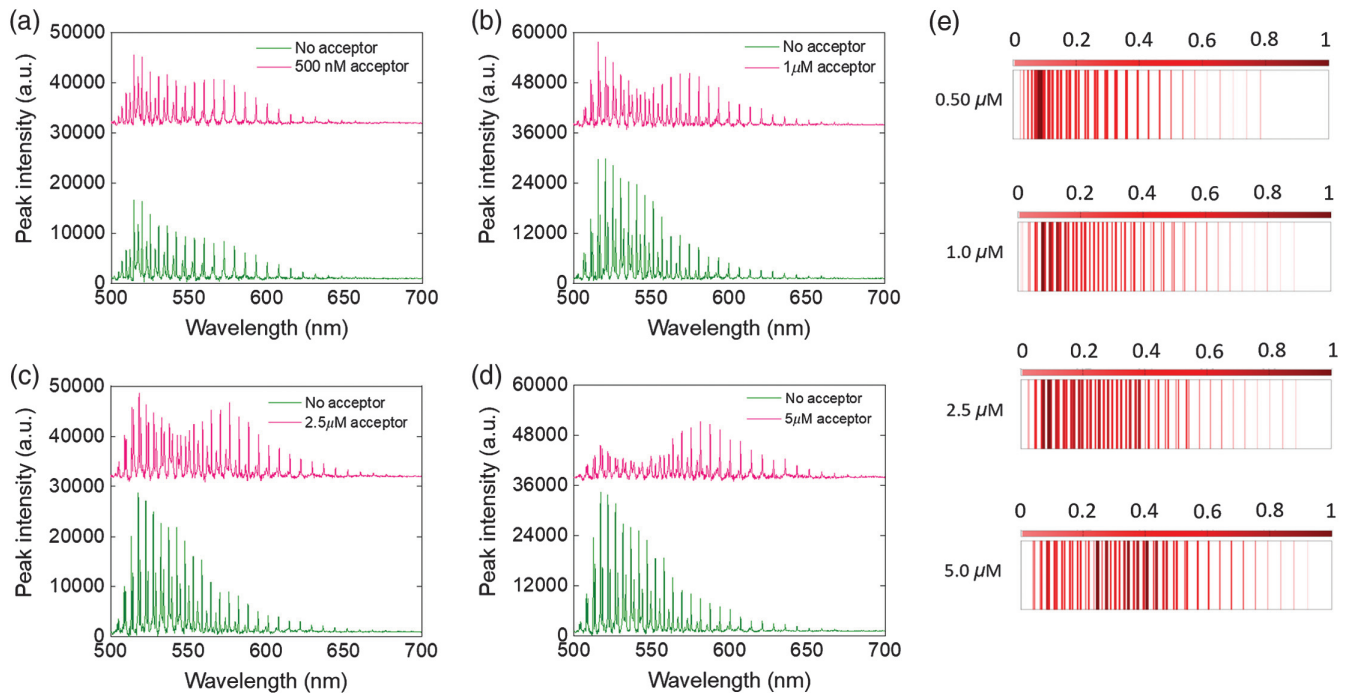 (a)
50000
40000
30000
20000
10000
0
Peak intensity (a.u.)
No acceptor
500 nM acceptor
500 550 600 650 700
Wavelength (nm)
(b)
60000
48000
36000
24000
12000
0
Peak intensity (a.u.)
No acceptor
1μM acceptor
500 550 600 650 700
Wavelength (nm)
(c)
50000
40000
30000
20000
10000
0
Peak intensity (a.u.)
No acceptor
2.5μM acceptor
500 550 600 650 700
Wavelength (nm)
(d)
60000
48000
36000
24000
12000
0
Peak intensity (a.u.)
No acceptor
5μM acceptor
500 550 600 650 700
Wavelength (nm)
(e)
0 0.2 0.4 0.6 0.8 1
0.50 μM
0 0.2 0.4 0.6 0.8 1
1.0 μM
0 0.2 0.4 0.6 0.8 1
2.5 μM
0 0.2 0.4 0.6 0.8 1
5.0 μM